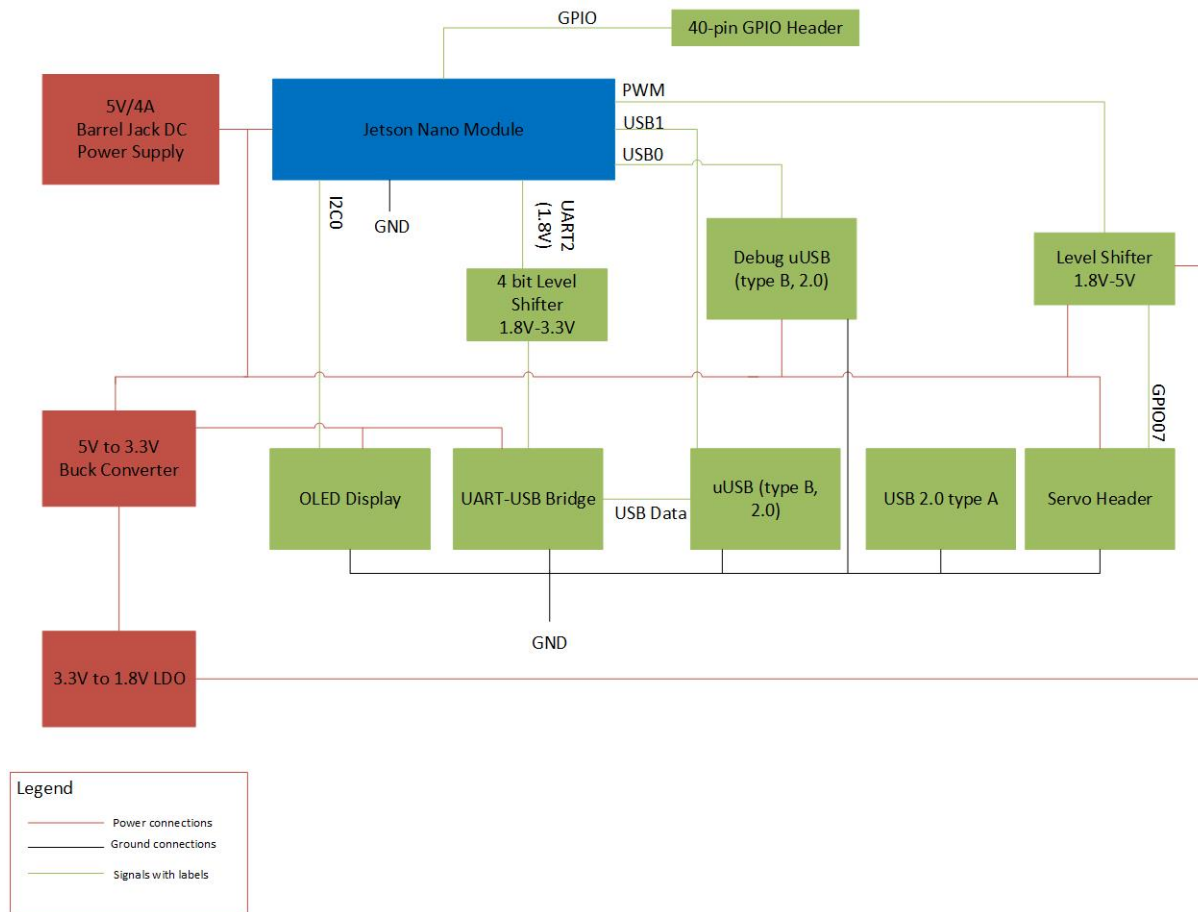 GPIO
40-pin GPIO Header
5V/4A
Barrel Jack DC
Power Supply
Jetson Nano Module
PWM
USB1
USB0
I2C0
GND
UART2
(1.8V)
Debug uUSB
(type B, 2.0)
Level Shifter
1.8V-5V
4 bit Level
Shifter
1.8V-3.3V
GPIO07
5V to 3.3V
Buck Converter
OLED Display
UART-USB Bridge
USB Data
uUSB (type B,
2.0)
USB 2.0 type A
Servo Header
GND
3.3V to 1.8V LDO
Legend
Power connections
Ground connections
Signals with labels